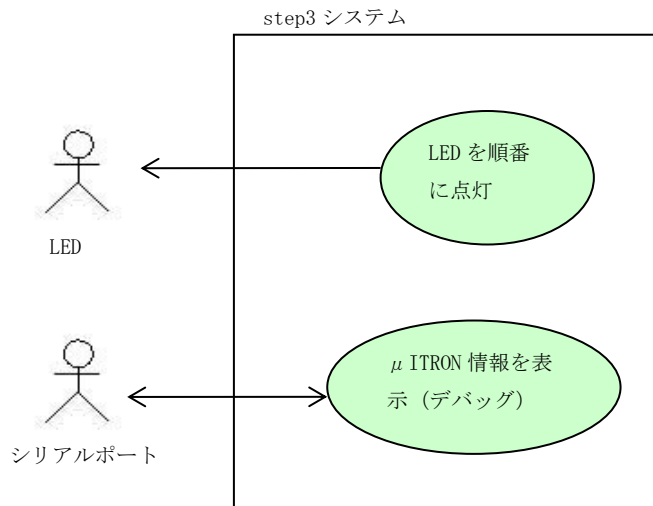 step3 システム
LED を順番
に点灯
LED
μ ITRON 情報を表
示（デバッグ）
シリアルポート